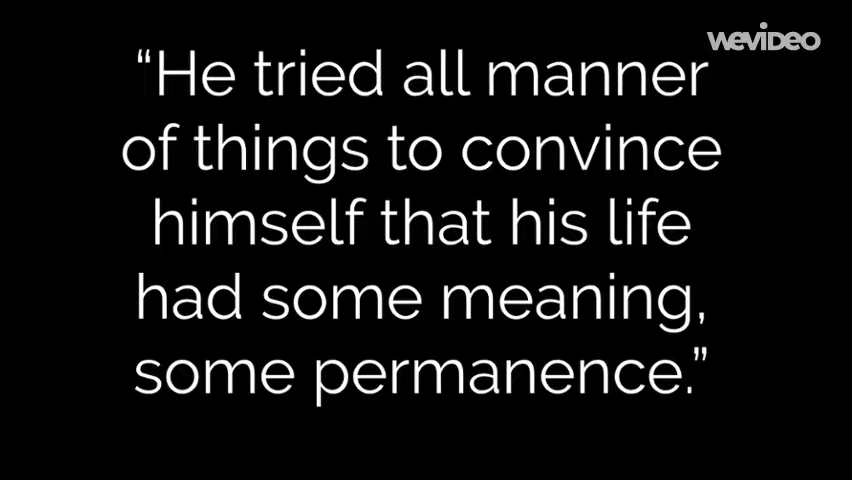 WEVIDEO
“He tried all manner
of things to convince
himself that his life
had some meaning,
some permanence.”